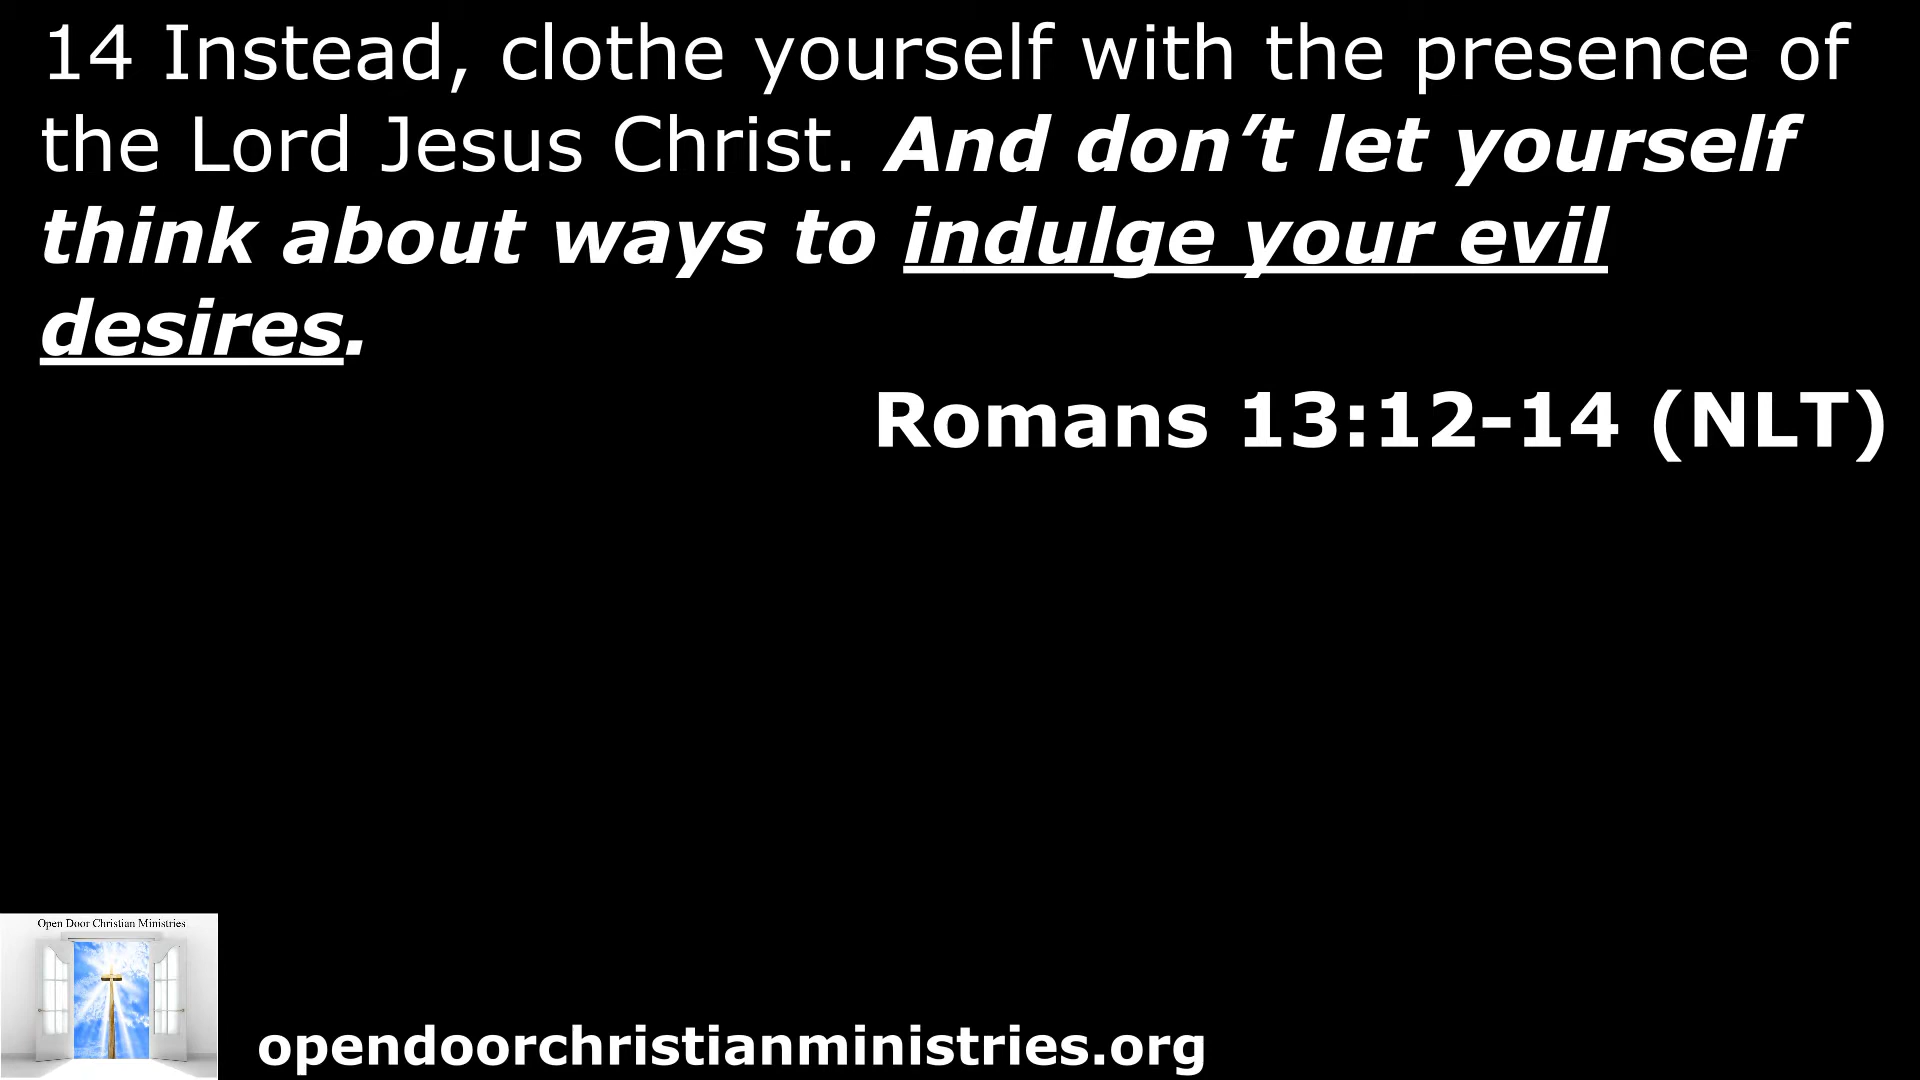 14 Instead, clothe yourself with the presence of
the Lord Jesus Christ. And don’t let yourself
think about ways to indulge your evil
desires.
Romans 13:12-14 (NLT)
Open Door Christian Ministries
opendoorchristianministries.org